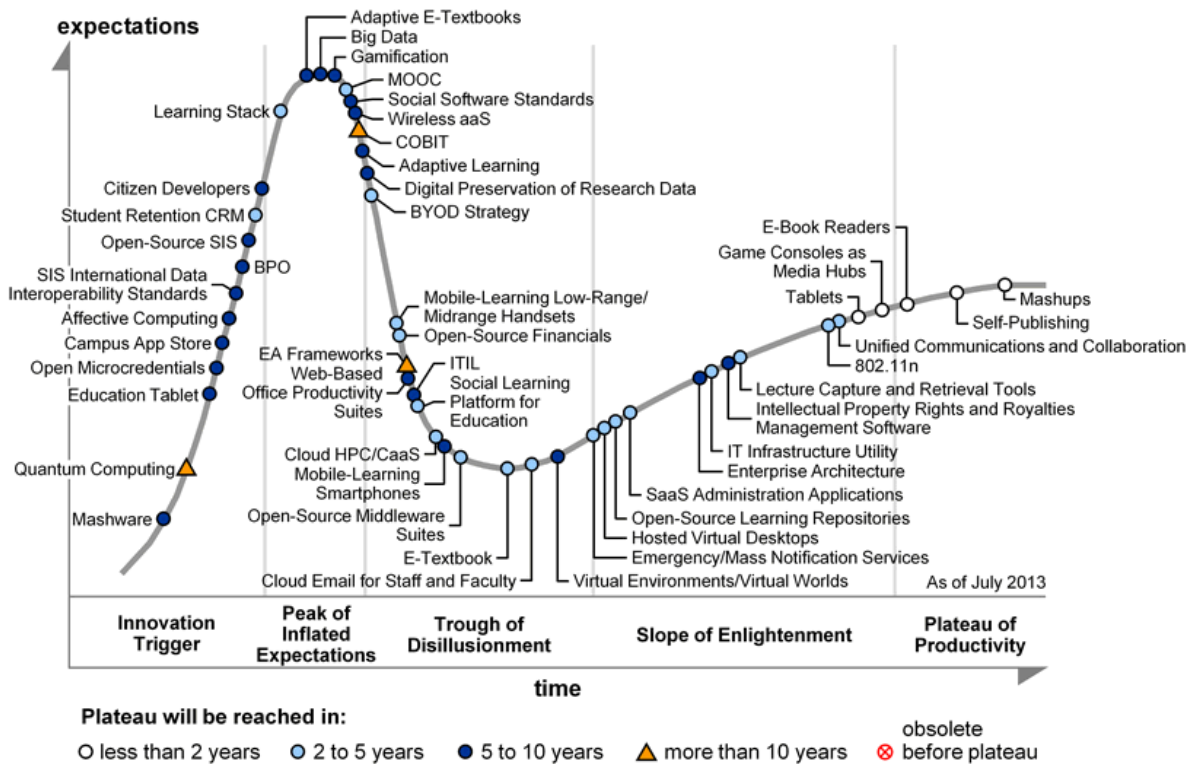 expectations
Adaptive E-Textbooks
Big Data
Gamification
MOOC
Social Software Standards
Wireless aaS
COBIT
Adaptive Learning
Digital Preservation of Research Data
BYOD Strategy
Learning Stack
Citizen Developers
Student Retention CRM
Open-Source SIS
BPO
SIS International Data
Interoperability Standards
Affective Computing
Campus App Store
Open Microcredentials
Education Tablet
Quantum Computing
Mashware
Mobile-Learning Low-Range/
Midrange Handsets
Open-Source Financials
EA Frameworks
Web-Based
Office Productivity
Suites
ITIL
Social Learning
Platform for
Education
Cloud HPC/CaaS
Mobile-Learning
Smartphones
Open-Source Middleware
Suites
E-Textbook
Cloud Email for Staff and Faculty
Virtual Environments/Virtual Worlds
Emergency/Mass Notification Services
Hosted Virtual Desktops
Open-Source Learning Repositories
SaaS Administration Applications
Enterprise Architecture
IT Infrastructure Utility
Intellectual Property Rights and Royalties
Management Software
Lecture Capture and Retrieval Tools
802.11n
Unified Communications and Collaboration
Tablets
Game Consoles as
Media Hubs
E-Book Readers
Self-Publishing
Mashups
As of July 2013
Innovation
Trigger
Peak of
Inflated
Expectations
Trough of
Disillusionment
Slope of Enlightenment
Plateau of
Productivity
time
Plateau will be reached in:
less than 2 years
2 to 5 years
5 to 10 years
more than 10 years
obsolete
before plateau